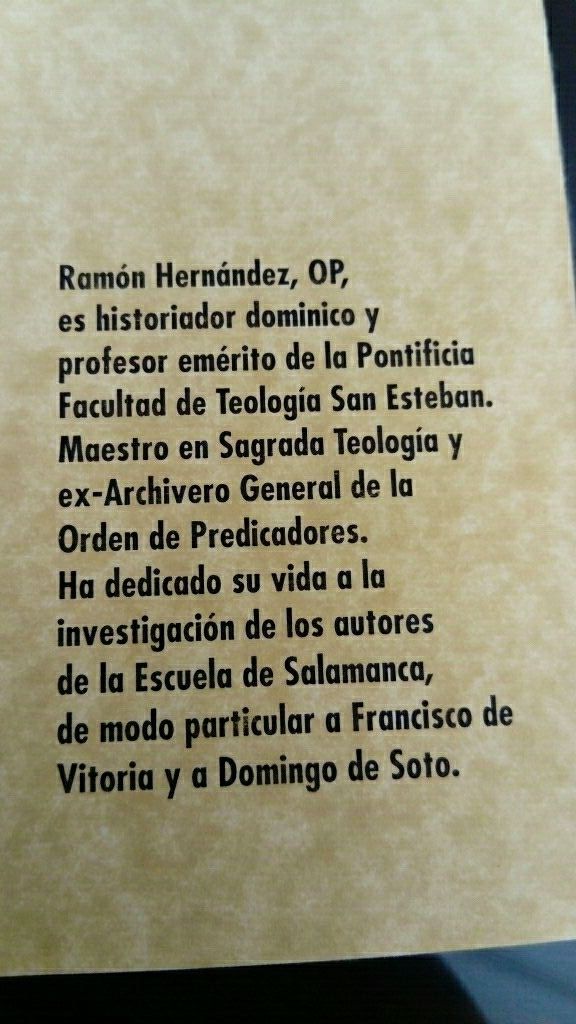 Ramón Hernández, OP,
es historiador dominico y
profesor emérito de la Pontificia
Facultad de Teología San Esteban.
Maestro en Sagrada Teología y
ex-Archivero General de la
Orden de Predicadores.
Ha dedicado su vida a la
investigación de los autores
de la Escuela de Salamanca,
de modo particular a Francisco de
Vitoria y a Domingo de Soto.